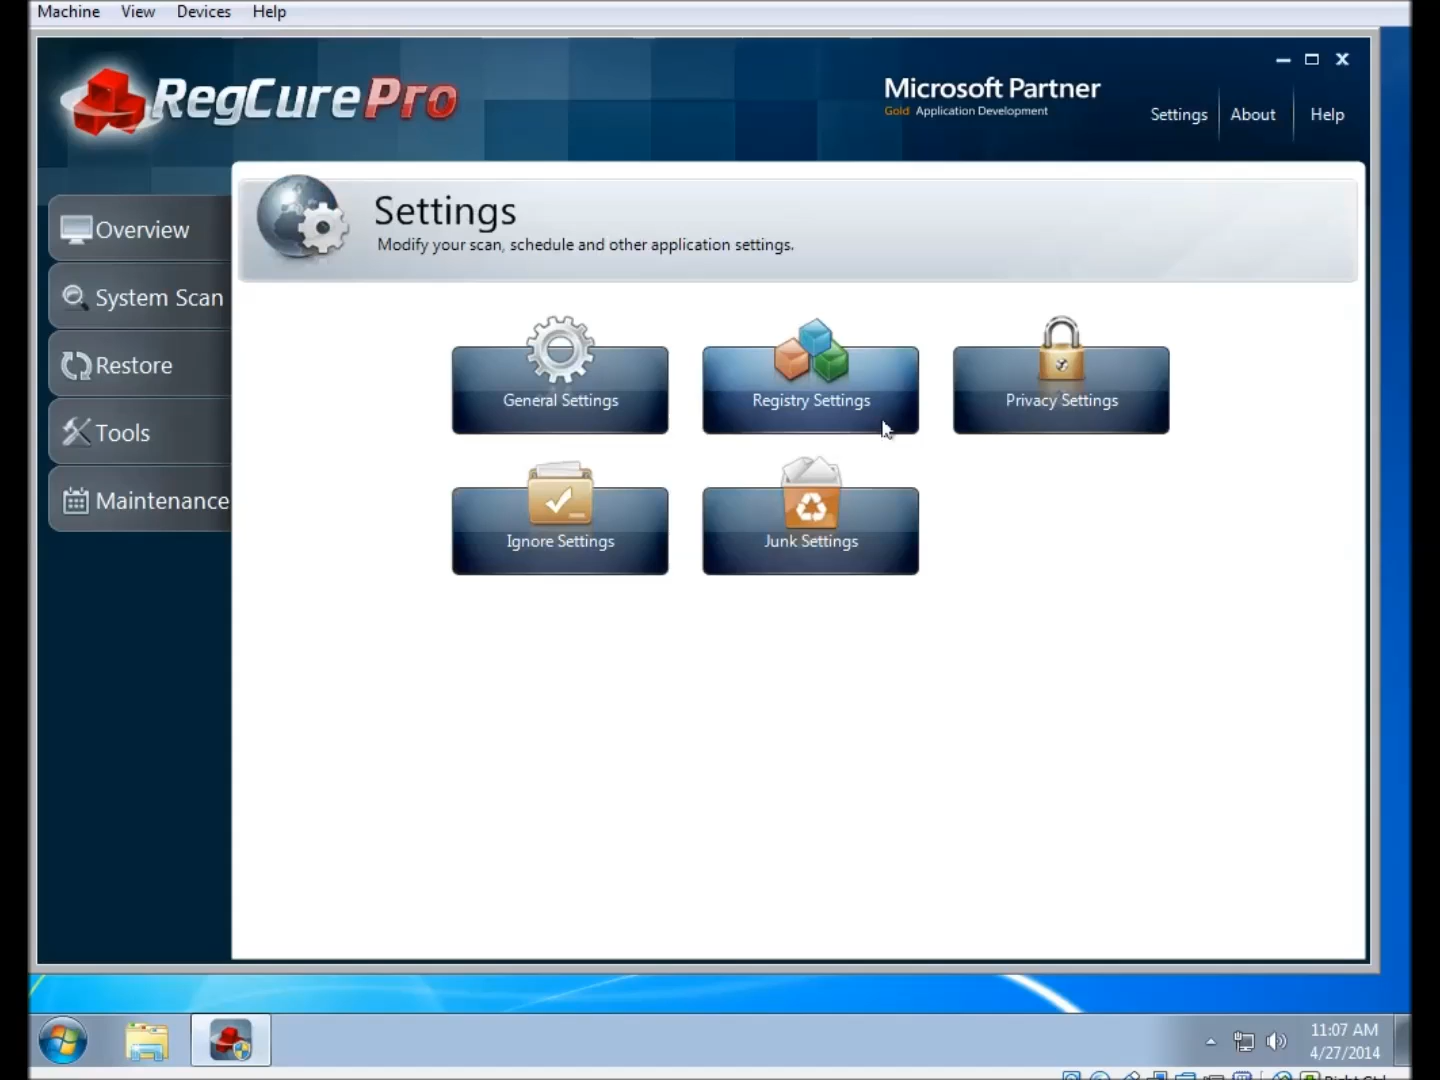 Machine View Devices Help
RegCure Pro
Microsoft Partner
Gold Application Development
Settings About Help
Settings
Modify your scan, schedule and other application settings.
Overview
System Scan
Restore
Tools
Maintenance
General Settings
Registry Settings
Privacy Settings
Ignore Settings
Junk Settings
11:07 AM
4/27/2014
Right Ctrl